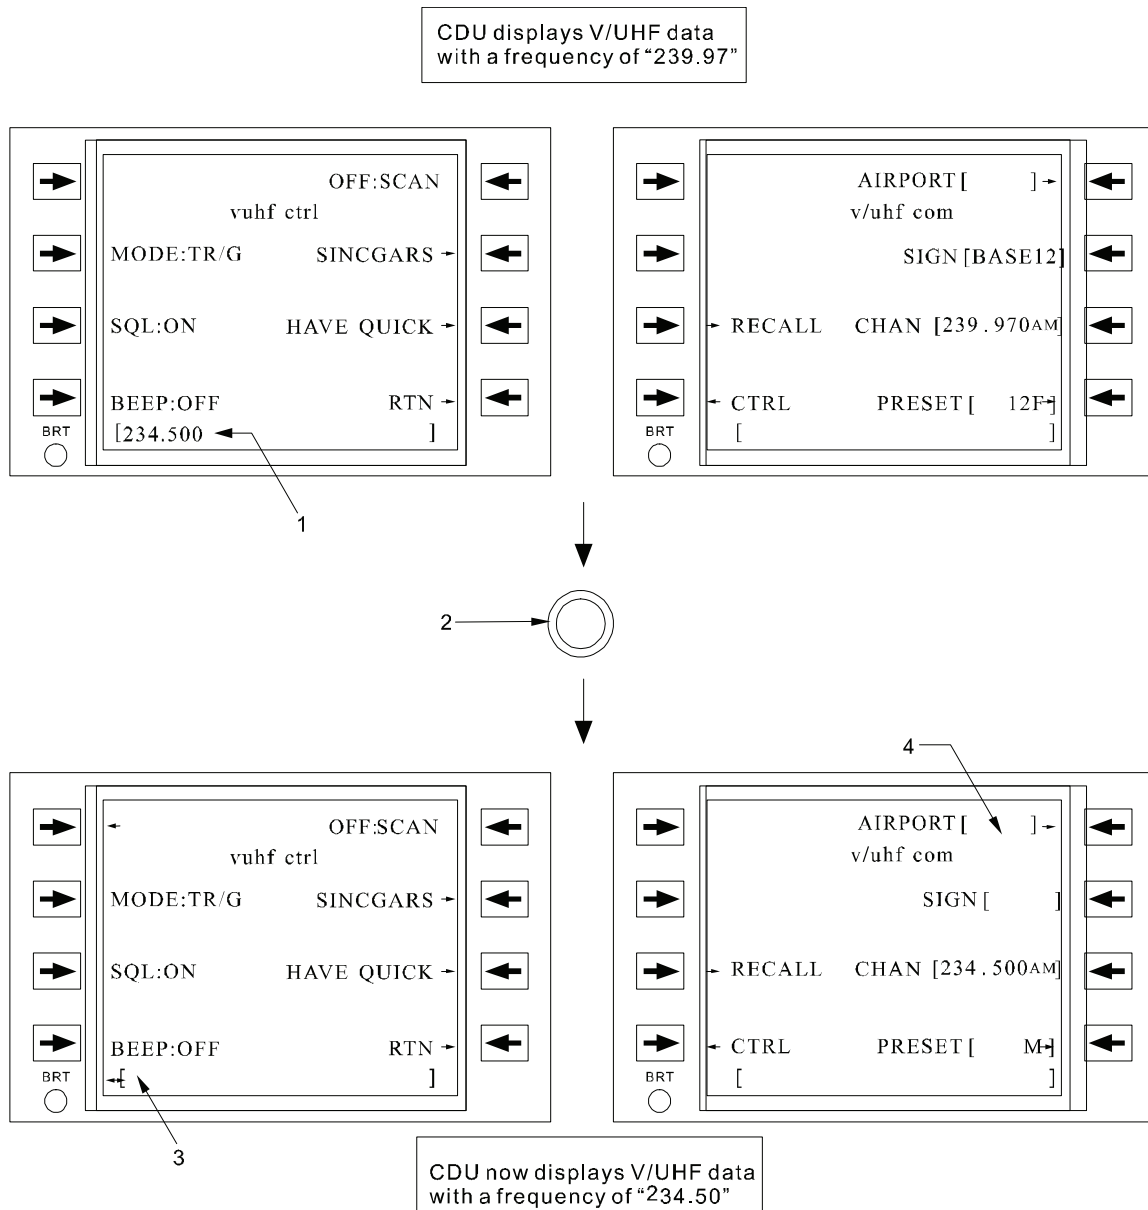 CDU displays V/UHF data
with a frequency of “239.97”
OFF:SCAN
vuhf ctrl
MODE:TR/G SINCGARS
SQL:ON HAVE QUICK
BEEP:OFF RTN
BRT
[234.500 ]
1
AIRPORT [ ]
v/uhf com
SIGN [BASE12]
RECALL CHAN [239.970AM]
CTRL PRESET [ 12F]
BRT
[ ]
2
4
OFF:SCAN
vuhf ctrl
MODE:TR/G SINCGARS
SQL:ON HAVE QUICK
BEEP:OFF RTN
BRT
[ ]
3
AIRPORT [ ]
v/uhf com
SIGN [ ]
RECALL CHAN [234.500AM]
CTRL PRESET [ M]
BRT
[ ]
CDU now displays V/UHF data
with a frequency of “234.50”